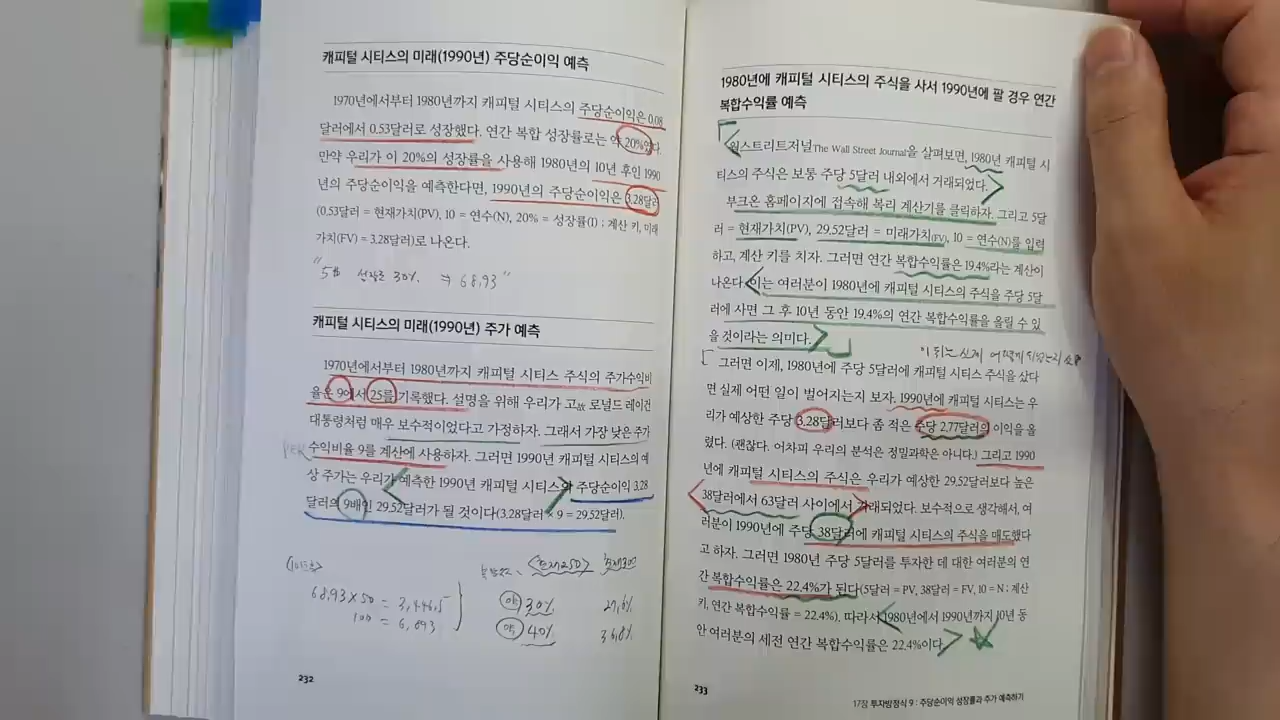 캐피털 시티스의 미래(1990년) 주당순이익 예측
1970년에서부터 1980년까지 캐피털 시티스의 주당순이익은 0.08
달러에서 0.53달러로 성장했다. 연간 복합 성장률로는 약 20%였다.
만약 우리가 이 20%의 성장률을 사용해 1980년의 10년 후인 1990
년의 주당순이익을 예측한다면, 1990년의 주당순이익은 3.28달러
(0.53달러 = 현재가치(PV), 10 = 연수(N), 20% = 성장률(I) ; 계산 키, 미래
가치(FV) = 3.28달러)로 나온다.
"5월 성장률 30% ⇒ 68.93"
캐피털 시티스의 미래(1990년) 주가 예측
1970년에서부터 1980년까지 캐피털 시티스 주식의 주가수익비
율은 9에서 25를 기록했다. 설명을 위해 우리가 고故 로널드 레이건
대통령처럼 매우 보수적이었다고 가정하자. 그래서 가장 낮은 주가
PER 수익비율 9를 계산에 사용하자. 그러면 1990년 캐피털 시티스의 예
상 주가는 우리가 예측한 1990년 캐피털 시티스의 주당순이익 3.28
달러의 9배인 29.52달러가 될 것이다(3.28달러 × 9 = 29.52달러).
68.93 x 50 = 3,446.5
100 = 6,893
30% 27.6%
40% 36.8%
232
1980년에 캐피털 시티스의 주식을 사서 1990년에 팔 경우 연간
복합수익률 예측
월스트리트저널The Wall Street Journal을 살펴보면, 1980년 캐피털 시
티스의 주식은 보통 주당 5달러 내외에서 거래되었다.
부크온 홈페이지에 접속해 복리 계산기를 클릭하자. 그리고 5달
러 = 현재가치(PV), 29.52달러 = 미래가치(FV), 10 = 연수(N)를 입력
하고, 계산 키를 치자. 그러면 연간 복합수익률은 19.4%라는 계산이
나온다. 이는 여러분이 1980년에 캐피털 시티스의 주식을 주당 5달
러에 사면 그 후 10년 동안 19.4%의 연간 복합수익률을 올릴 수 있
을 것이라는 의미다.
그러면 이제, 1980년에 주당 5달러에 캐피털 시티스 주식을 샀다
면 실제 어떤 일이 벌어지는지 보자. 1990년에 캐피털 시티스는 우
리가 예상한 주당 3.28달러보다 좀 적은 주당 2.77달러의 이익을 올
렸다. (괜찮다. 어차피 우리의 분석은 정밀과학은 아니다.) 그리고 1990
년에 캐피털 시티스의 주식은 우리가 예상한 29.52달러보다 높은
38달러에서 63달러 사이에서 거래되었다. 보수적으로 생각해서, 여
러분이 1990년에 주당 38달러에 캐피털 시티스의 주식을 매도했다
고 하자. 그러면 1980년 주당 5달러를 투자한 데 대한 여러분의 연
간 복합수익률은 22.4%가 된다(5달러 = PV, 38달러 = FV, 10 = N ; 계산
키, 연간 복합수익률 = 22.4%). 따라서 1980년에서 1990년까지 10년 동
안 여러분의 세전 연간 복합수익률은 22.4%이다.
233
17장 투자방정식 9 : 주당순이익 성장률과 주가 예측하기